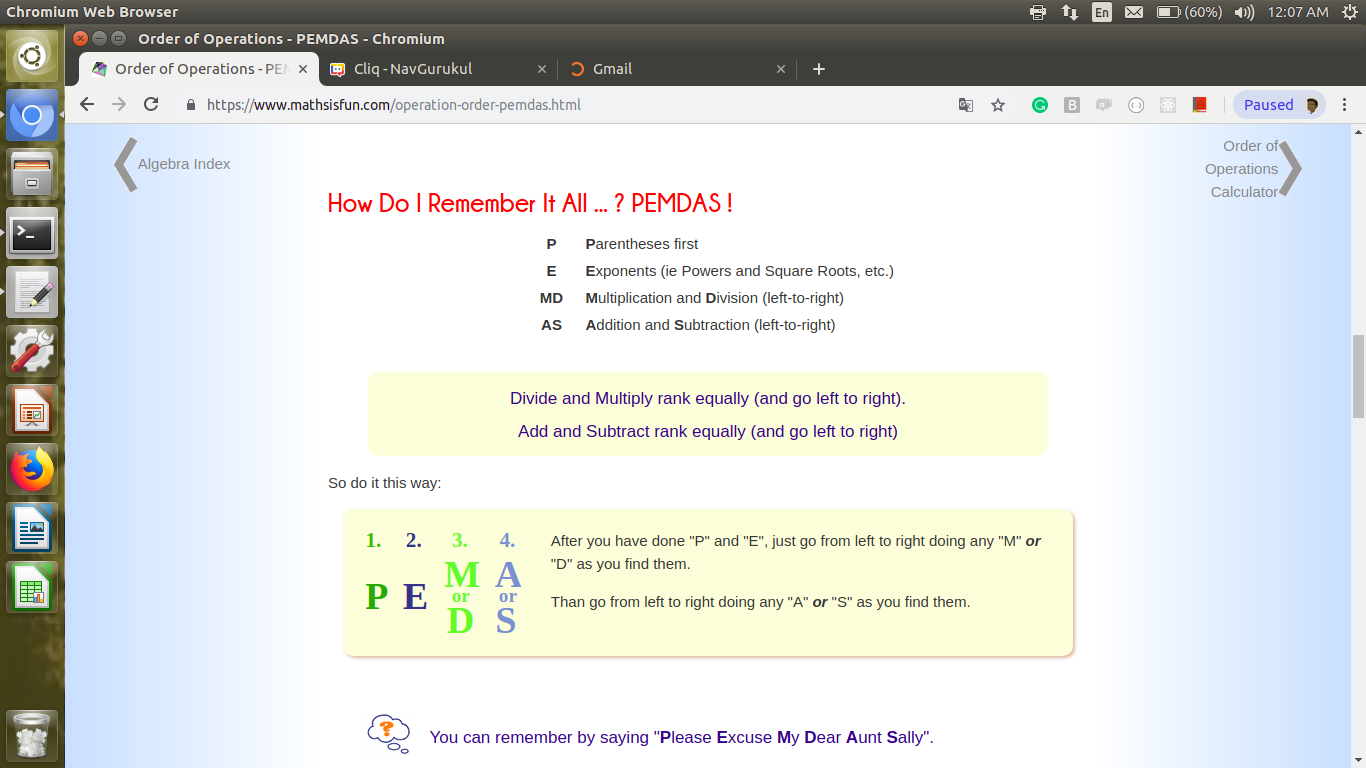 Chromium Web Browser
En
(60%)
12:07 AM
Order of Operations - PEMDAS - Chromium
Order of Operations - PEM
Cliq - NavGurukul
Gmail
https://www.mathsisfun.com/operation-order-pemdas.html
B
Paused
Algebra Index
Order of
Operations
Calculator
How Do I Remember It All ... ? PEMDAS !
P Parentheses first
E Exponents (ie Powers and Square Roots, etc.)
MD Multiplication and Division (left-to-right)
AS Addition and Subtraction (left-to-right)
Divide and Multiply rank equally (and go left to right).
Add and Subtract rank equally (and go left to right)
So do it this way:
1. 2. 3. 4.
P E M or D A or S
After you have done "P" and "E", just go from left to right doing any "M" or
"D" as you find them.
Than go from left to right doing any "A" or "S" as you find them.
You can remember by saying "Please Excuse My Dear Aunt Sally".